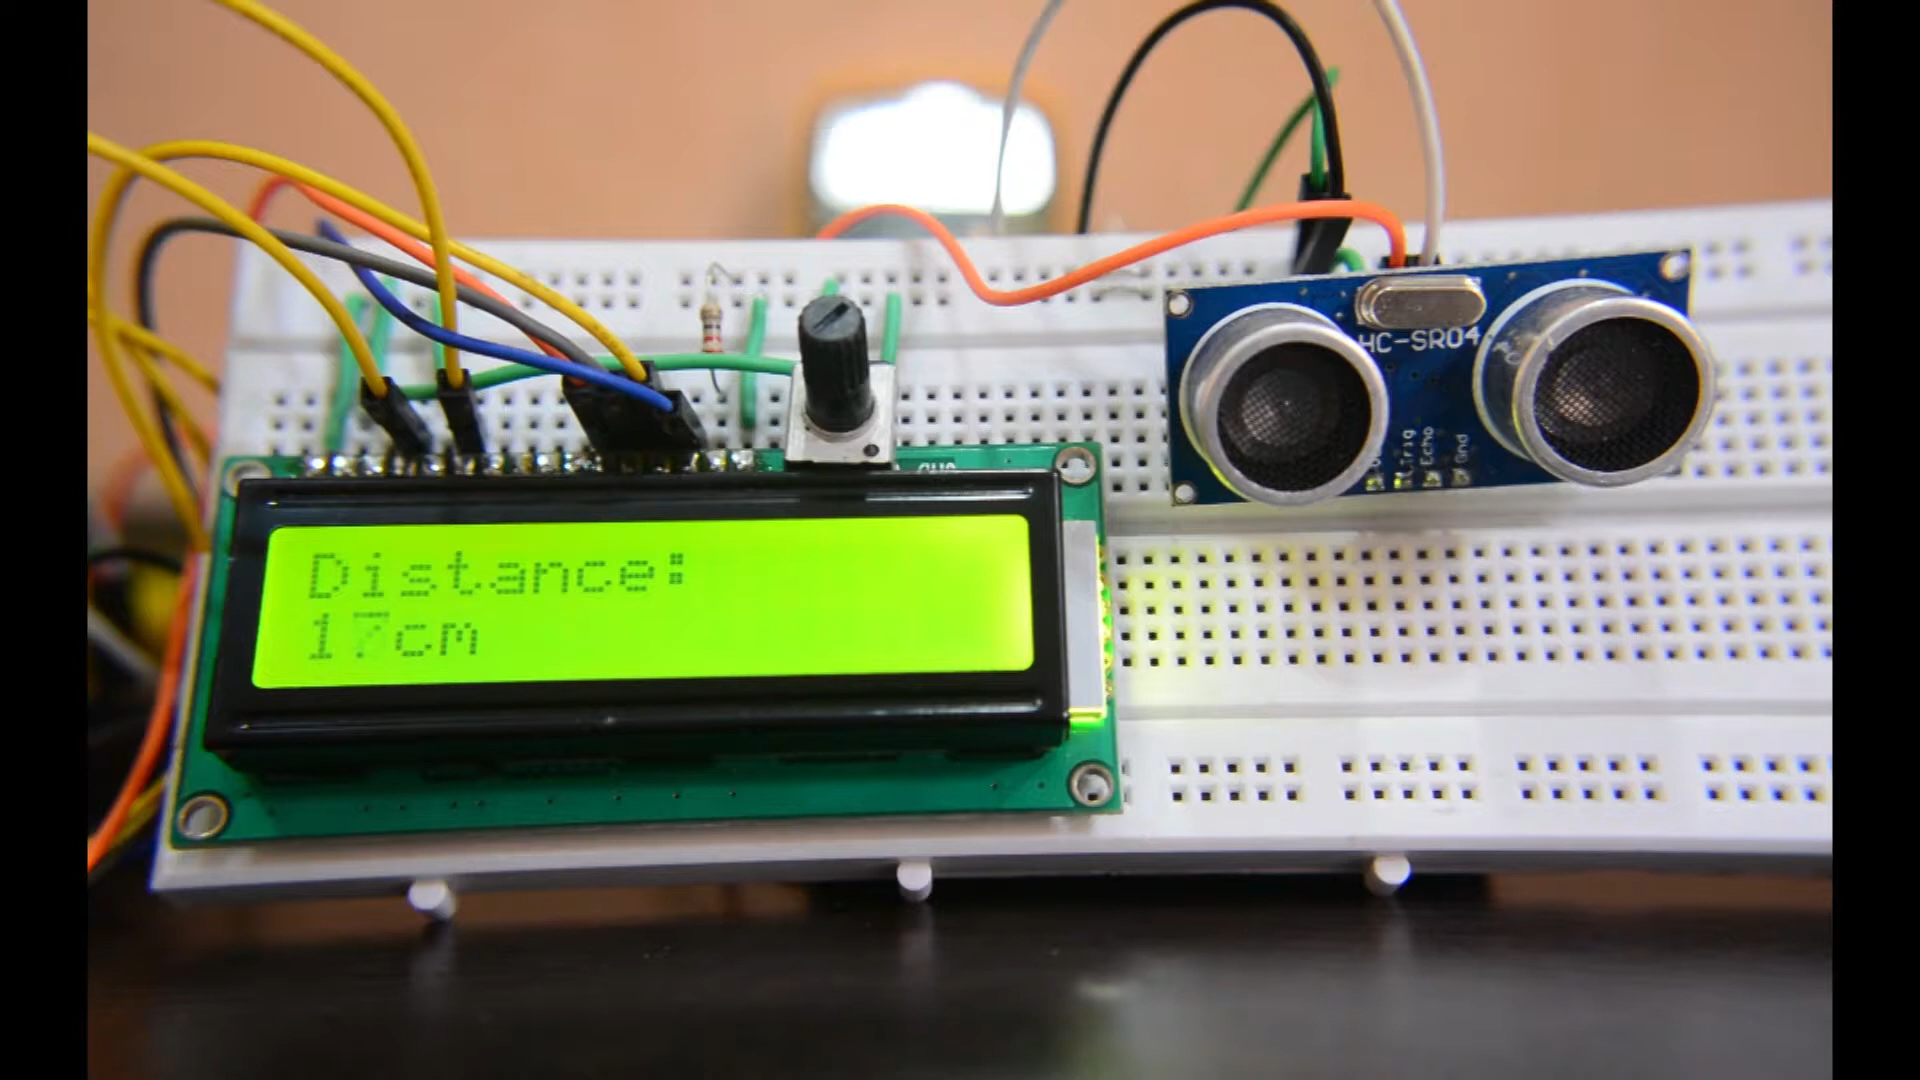 HC-SR04
Trig
Echo
Gnd
Distance:
17cm